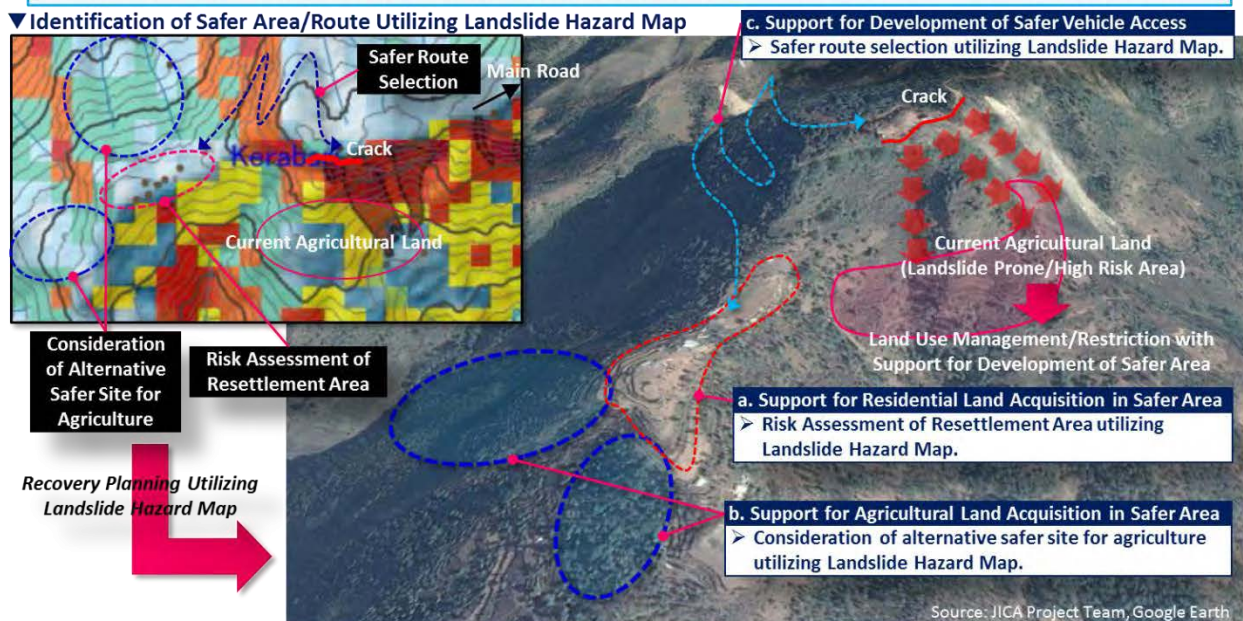 ▼Identification of Safer Area/Route Utilizing Landslide Hazard Map
Safer Route
Selection
Main Road
Kerab
Crack
Current Agricultural Land
Consideration
of Alternative
Safer Site for
Agriculture
Risk Assessment of
Resettlement Area
Recovery Planning Utilizing
Landslide Hazard Map
c. Support for Development of Safer Vehicle Access
➢ Safer route selection utilizing Landslide Hazard Map.
Crack
Current Agricultural Land
(Landslide Prone/High Risk Area)
Land Use Management/Restriction with
Support for Development of Safer Area
a. Support for Residential Land Acquisition in Safer Area
➢ Risk Assessment of Resettlement Area utilizing
Landslide Hazard Map.
b. Support for Agricultural Land Acquisition in Safer Area
➢ Consideration of alternative safer site for agriculture
utilizing Landslide Hazard Map.
Source: JICA Project Team, Google Earth